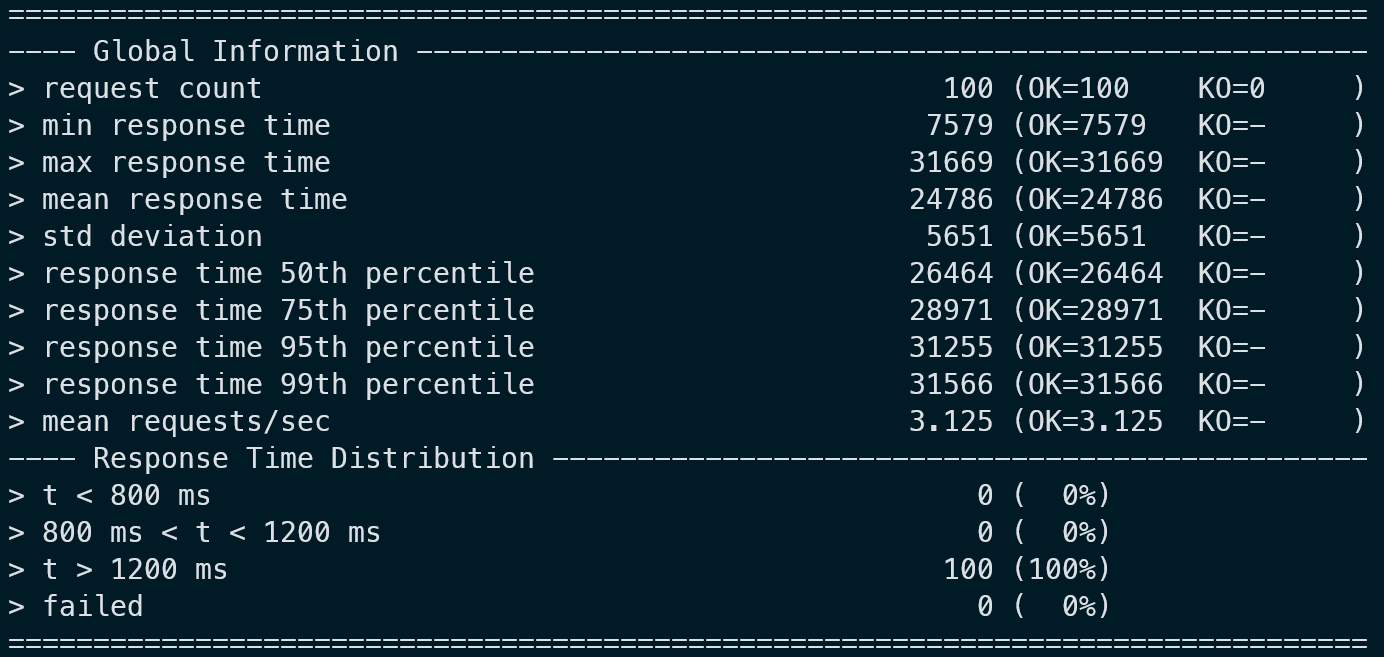 ================================================================================
---- Global Information --------------------------------------------------------
> request count                                        100 (OK=100    KO=0     )
> min response time                                   7579 (OK=7579   KO=-     )
> max response time                                  31669 (OK=31669  KO=-     )
> mean response time                                 24786 (OK=24786  KO=-     )
> std deviation                                       5651 (OK=5651   KO=-     )
> response time 50th percentile                      26464 (OK=26464  KO=-     )
> response time 75th percentile                      28971 (OK=28971  KO=-     )
> response time 95th percentile                      31255 (OK=31255  KO=-     )
> response time 99th percentile                      31566 (OK=31566  KO=-     )
> mean requests/sec                                  3.125 (OK=3.125  KO=-     )
---- Response Time Distribution ------------------------------------------------
> t < 800 ms                                             0 (  0%)
> 800 ms < t < 1200 ms                                   0 (  0%)
> t > 1200 ms                                          100 (100%)
> failed                                                 0 (  0%)
================================================================================